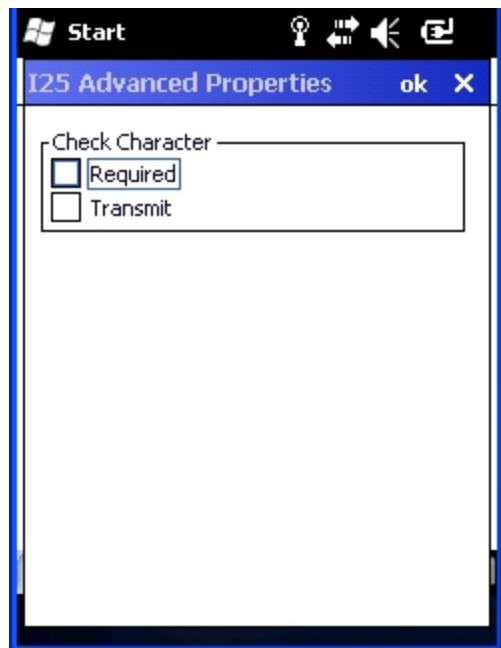 Start
I25 Advanced Properties ok X
Check Character
Required
Transmit